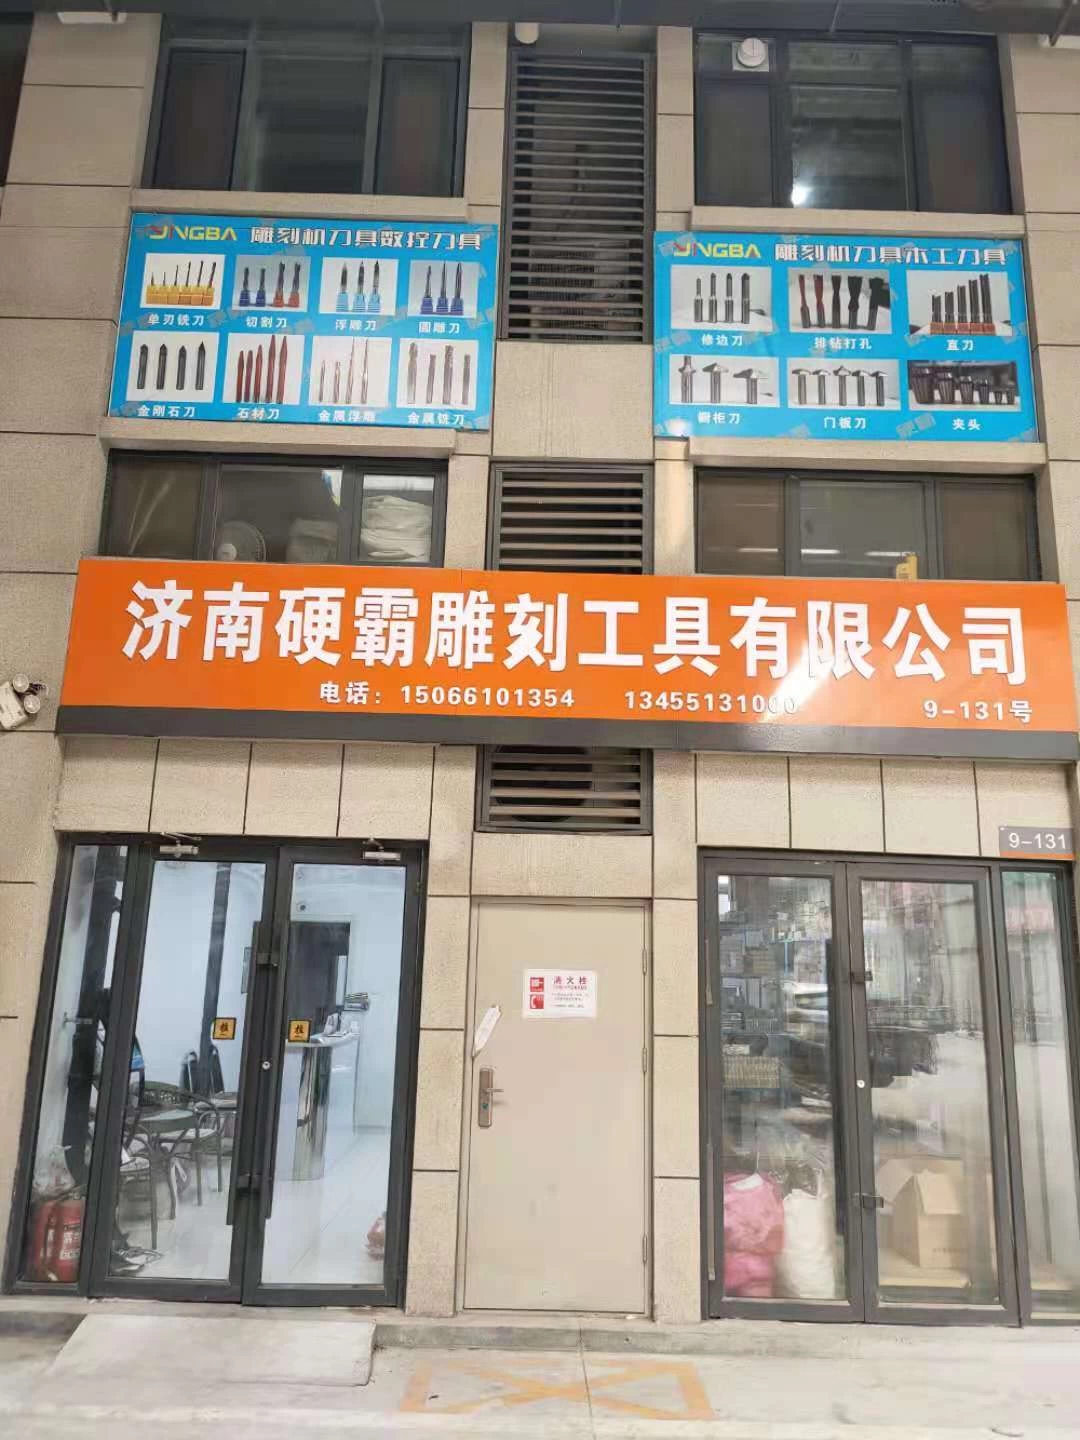 YINGBA 雕刻机刀具数控刀具
单刃铣刀 切割刀 浮雕刀 圆雕刀
金刚石刀 石材刀 金属浮雕 金属铣刀
YINGBA 雕刻机刀具木工刀具
修边刀 排钻打孔 直刀
橱柜刀 门板刀 夹头
济南硬霸雕刻工具有限公司
电话：15066101354 13455131000 9-131号
9-131
拉 拉
消火栓